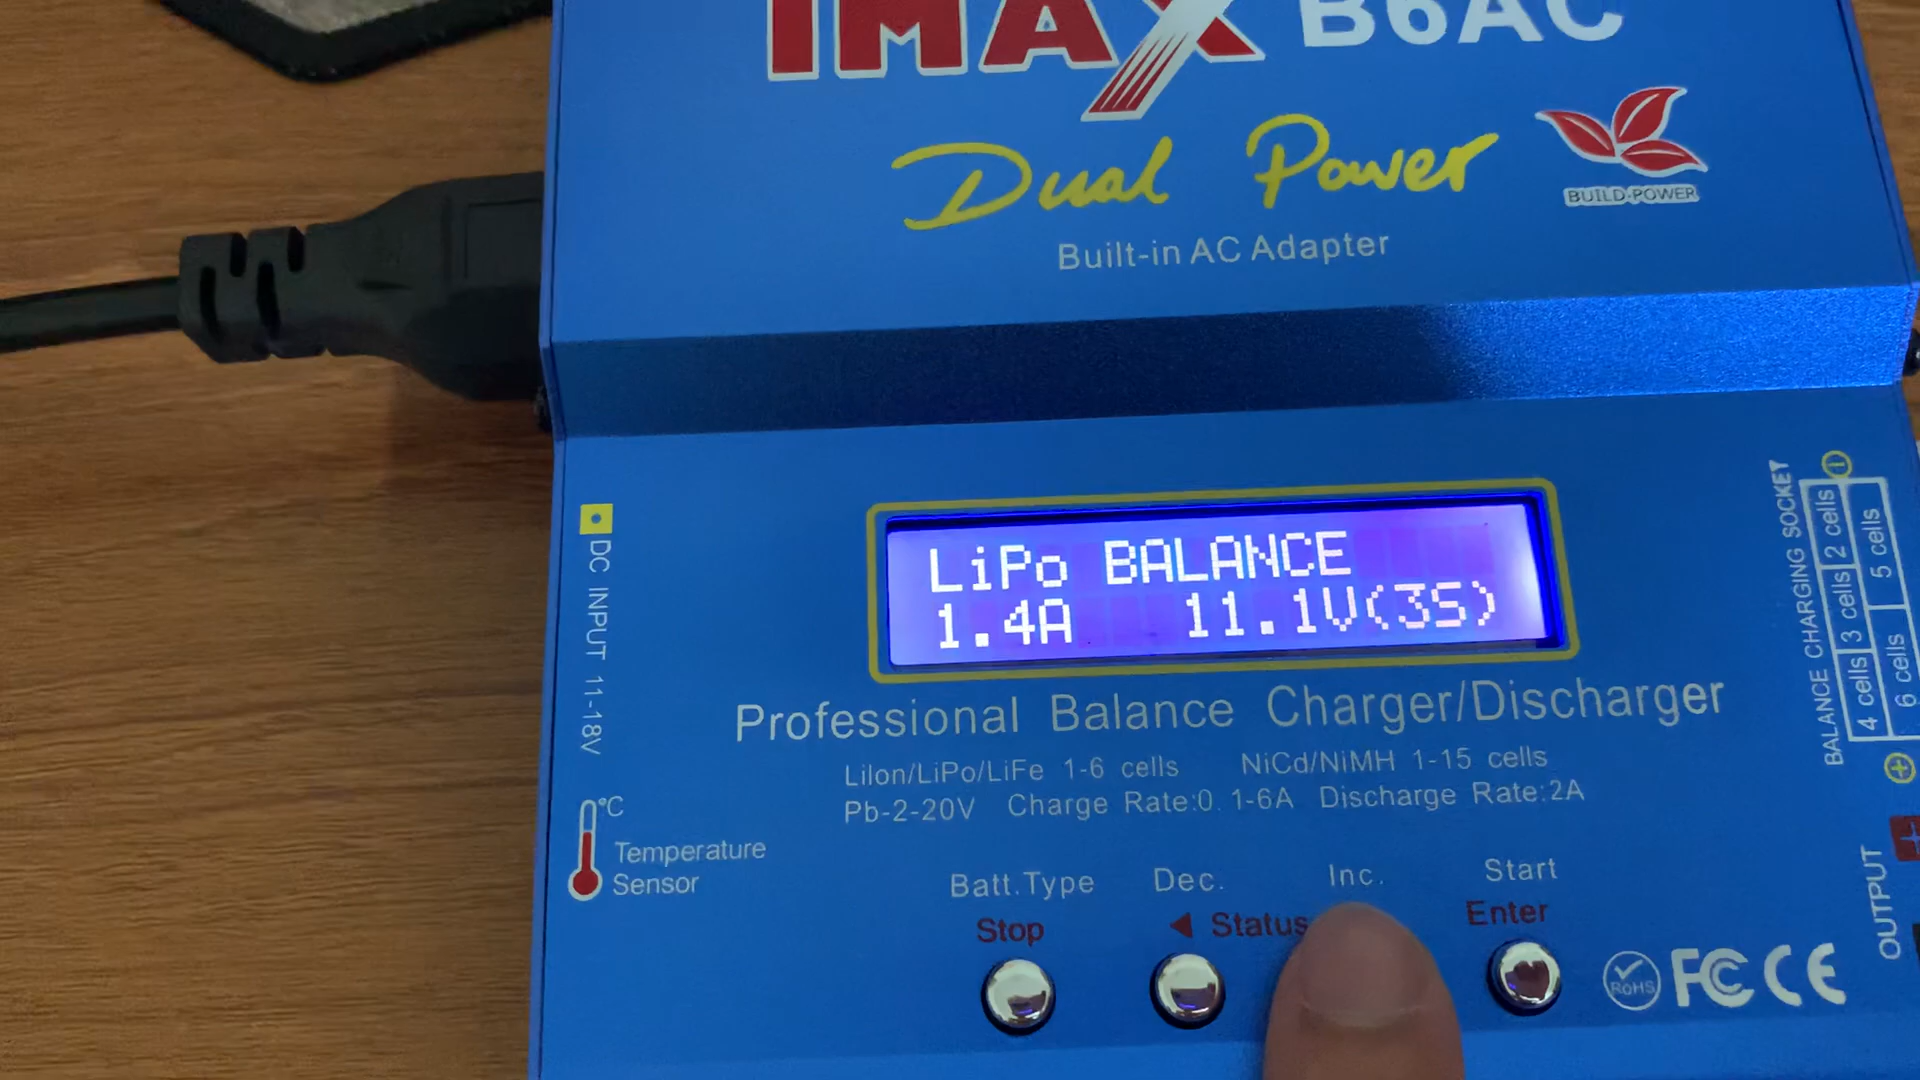 IMAX B6AC
Dual Power
BUILD-POWER
Built-in AC Adapter
DC INPUT 11-18V
LiPo BALANCE
1.4A 11.1V(3S)
BALANCE CHARGING SOCKET
2 cells
3 cells
4 cells
5 cells
6 cells
Professional Balance Charger/Discharger
LiIon/LiPo/LiFe 1-6 cells NiCd/NiMH 1-15 cells
Pb-2-20V Charge Rate:0.1-6A Discharge Rate:2A
°C
Temperature
Sensor
Batt.Type Dec. Inc. Start
Stop Status Enter
OUTPUT
RoHS FC CE